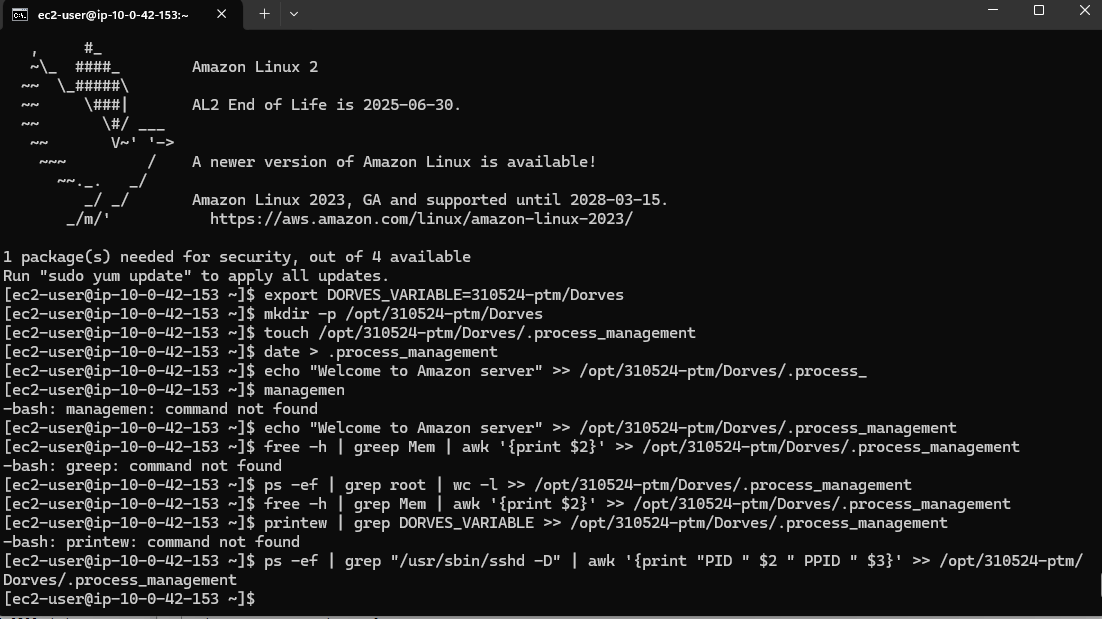 ec2-user@ip-10-0-42-153:~
   ,     #_
   ~\_  ####_        Amazon Linux 2
  ~~  \_#####\
  ~~     \###|       AL2 End of Life is 2025-06-30.
  ~~       \#/ ___
   ~~       V~' '->
    ~~~         /    A newer version of Amazon Linux is available!
      ~~._.   _/
         _/ _/       Amazon Linux 2023, GA and supported until 2028-03-15.
       _/m/'           https://aws.amazon.com/linux/amazon-linux-2023/
1 package(s) needed for security, out of 4 available
Run "sudo yum update" to apply all updates.
[ec2-user@ip-10-0-42-153 ~]$ export DORVES_VARIABLE=310524-ptm/Dorves
[ec2-user@ip-10-0-42-153 ~]$ mkdir -p /opt/310524-ptm/Dorves
[ec2-user@ip-10-0-42-153 ~]$ touch /opt/310524-ptm/Dorves/.process_management
[ec2-user@ip-10-0-42-153 ~]$ date > .process_management
[ec2-user@ip-10-0-42-153 ~]$ echo "Welcome to Amazon server" >> /opt/310524-ptm/Dorves/.process_
[ec2-user@ip-10-0-42-153 ~]$ managemen
-bash: managemen: command not found
[ec2-user@ip-10-0-42-153 ~]$ echo "Welcome to Amazon server" >> /opt/310524-ptm/Dorves/.process_management
[ec2-user@ip-10-0-42-153 ~]$ free -h | greep Mem | awk '{print $2}' >> /opt/310524-ptm/Dorves/.process_management
-bash: greep: command not found
[ec2-user@ip-10-0-42-153 ~]$ ps -ef | grep root | wc -l >> /opt/310524-ptm/Dorves/.process_management
[ec2-user@ip-10-0-42-153 ~]$ free -h | grep Mem | awk '{print $2}' >> /opt/310524-ptm/Dorves/.process_management
[ec2-user@ip-10-0-42-153 ~]$ printew | grep DORVES_VARIABLE >> /opt/310524-ptm/Dorves/.process_management
-bash: printew: command not found
[ec2-user@ip-10-0-42-153 ~]$ ps -ef | grep "/usr/sbin/sshd -D" | awk '{print "PID " $2 " PPID " $3}' >> /opt/310524-ptm/
Dorves/.process_management
[ec2-user@ip-10-0-42-153 ~]$